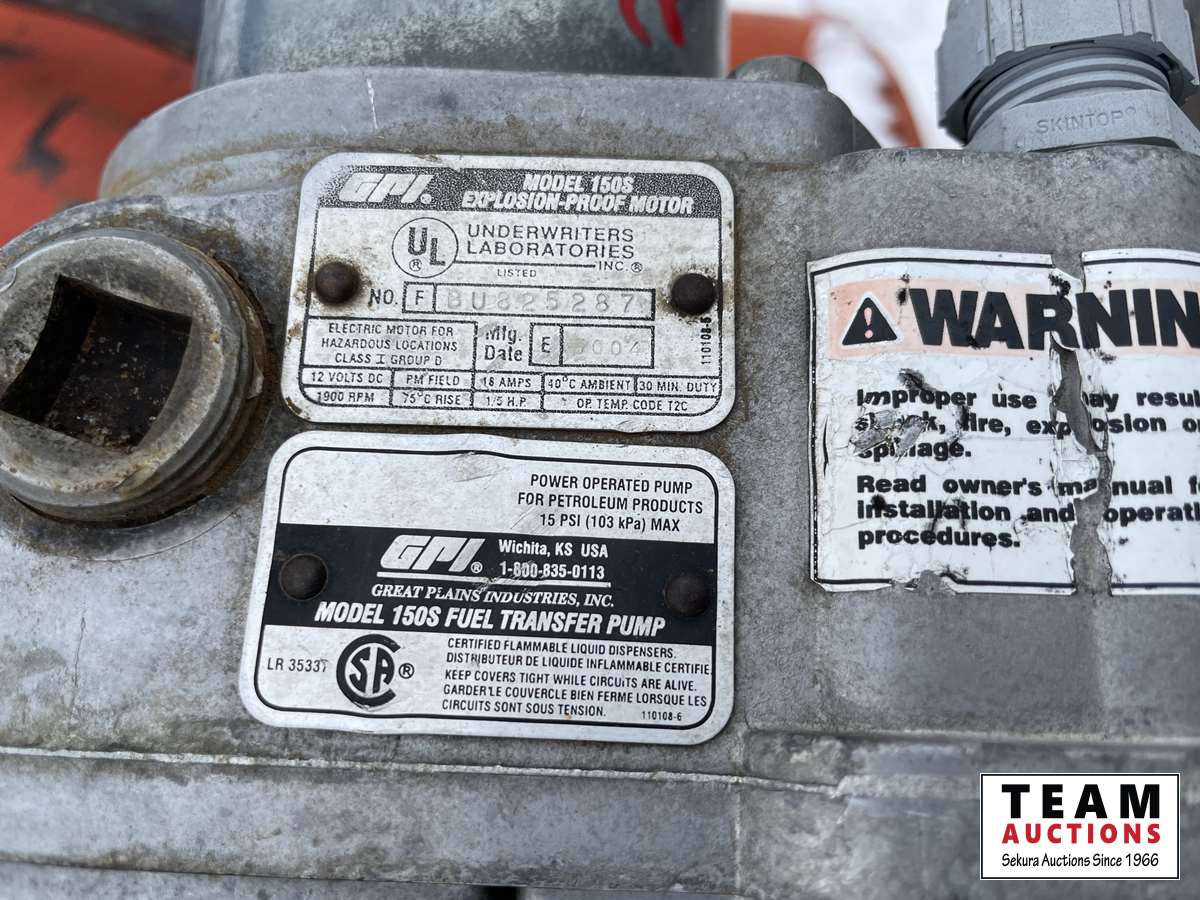 SKINTOP®
GPI®
MODEL 150S
EXPLOSION-PROOF MOTOR
UL®
UNDERWRITERS
LABORATORIES
INC.®
LISTED
NO. F BU825287
ELECTRIC MOTOR FOR
HAZARDOUS LOCATIONS
CLASS I GROUP D
Mfg.
Date
E
110108-5
12 VOLTS DC PM FIELD 18 AMPS 40°C AMBIENT 30 MIN. DUTY
1900 RPM 75°C RISE 1/5 H.P. OP. TEMP. CODE T2C
POWER OPERATED PUMP
FOR PETROLEUM PRODUCTS
15 PSI (103 kPa) MAX
GPI® Wichita, KS USA
1-800-835-0113
GREAT PLAINS INDUSTRIES, INC.
MODEL 150S FUEL TRANSFER PUMP
LR 35337
SA®
CERTIFIED FLAMMABLE LIQUID DISPENSERS.
DISTRIBUTEUR DE LIQUIDE INFLAMMABLE CERTIFIE
KEEP COVERS TIGHT WHILE CIRCUITS ARE ALIVE.
GARDER LE COUVERCLE BIEN FERME LORSQUE LES
CIRCUITS SONT SOUS TENSION.
110108-6
WARNIN
Improper use may resul
fire, explosion o
Read owner's manual f
installation and operati
procedures.
TEAM
AUCTIONS
Sekura Auctions Since 1966